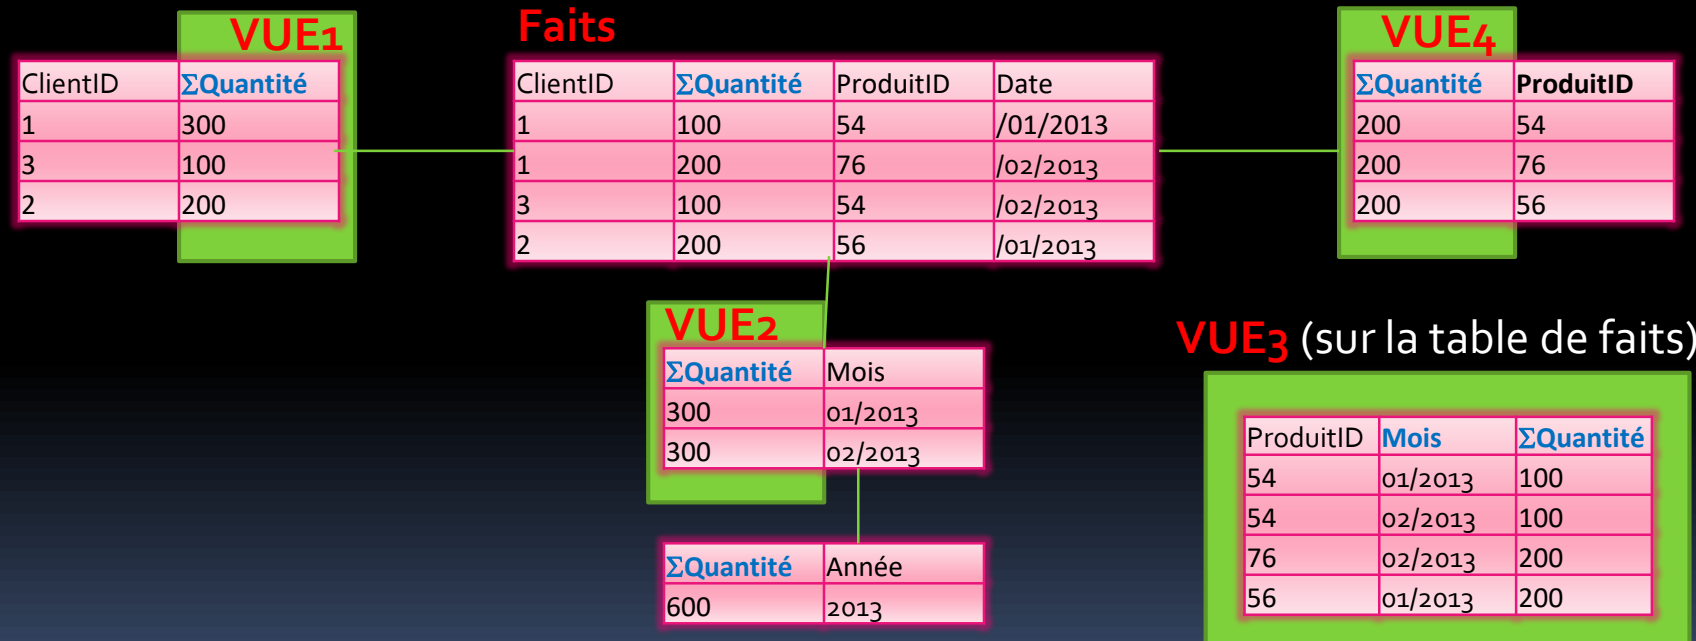 VUE1
ClientID ΣQuantité
1 300
3 100
2 200
Faits
ClientID ΣQuantité ProduitID Date
1 100 54 /01/2013
1 200 76 /02/2013
3 100 54 /02/2013
2 200 56 /01/2013
VUE4
ΣQuantité ProduitID
200 54
200 76
200 56
VUE2
ΣQuantité Mois
300 01/2013
300 02/2013
ΣQuantité Année
600 2013
VUE3 (sur la table de faits)
ProduitID Mois ΣQuantité
54 01/2013 100
54 02/2013 100
76 02/2013 200
56 01/2013 200